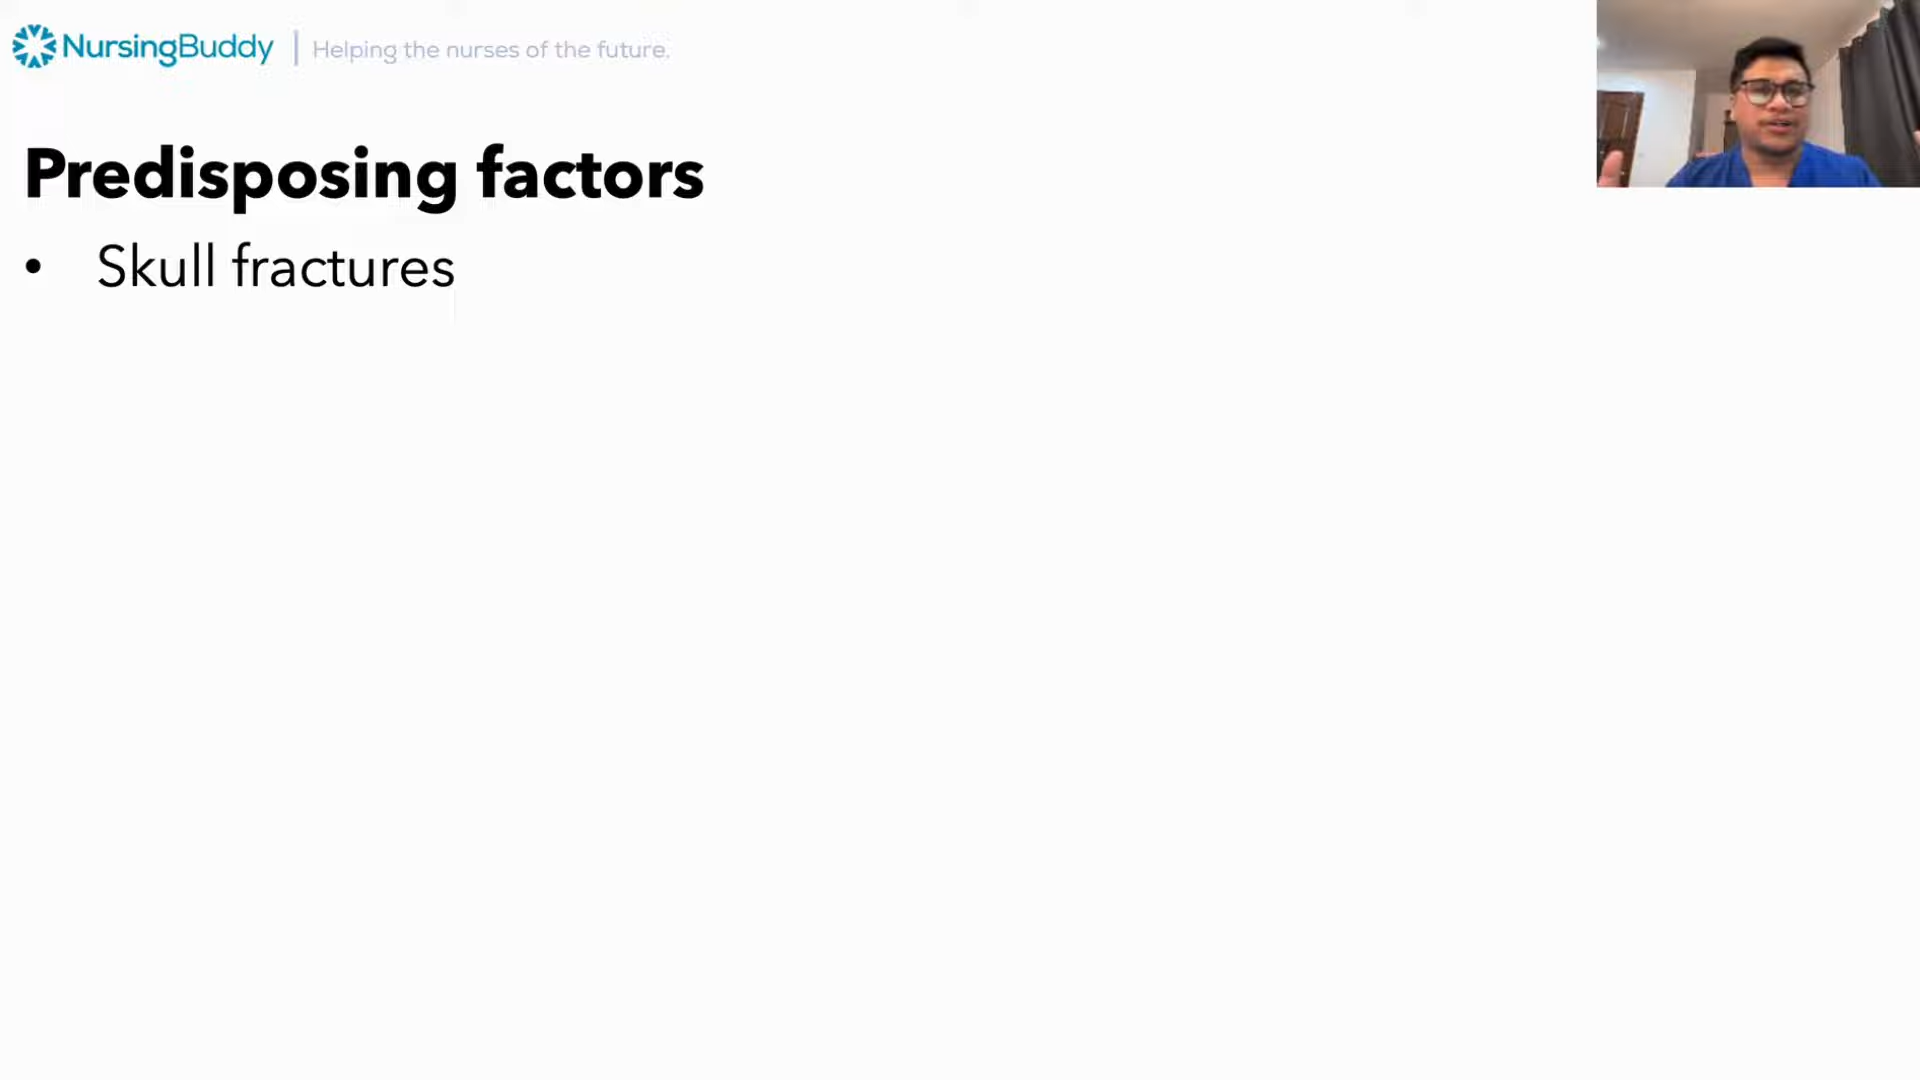 NursingBuddy | Helping the nurses of the future.
Predisposing factors
• Skull fractures